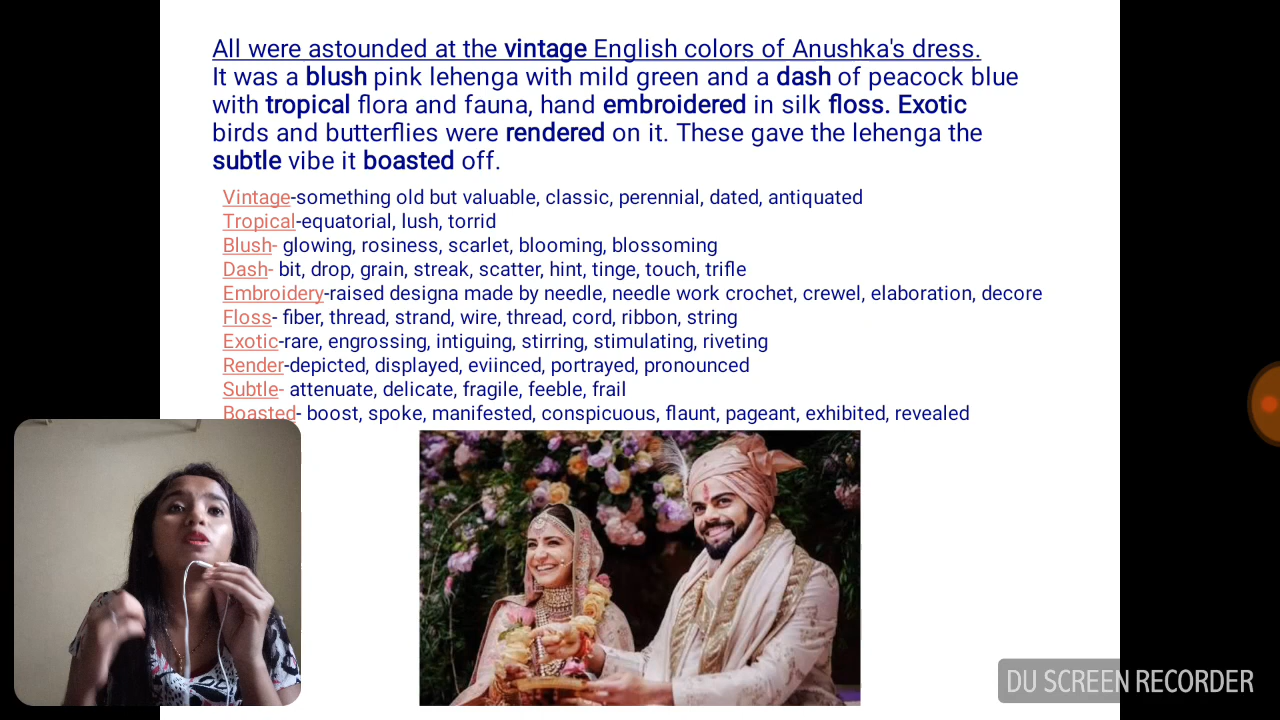 All were astounded at the vintage English colors of Anushka's dress.
It was a blush pink lehenga with mild green and a dash of peacock blue
with tropical flora and fauna, hand embroidered in silk floss. Exotic
birds and butterflies were rendered on it. These gave the lehenga the
subtle vibe it boasted off.
Vintage-something old but valuable, classic, perennial, dated, antiquated
Tropical-equatorial, lush, torrid
Blush- glowing, rosiness, scarlet, blooming, blossoming
Dash- bit, drop, grain, streak, scatter, hint, tinge, touch, trifle
Embroidery-raised designa made by needle, needle work crochet, crewel, elaboration, decore
Floss- fiber, thread, strand, wire, thread, cord, ribbon, string
Exotic-rare, engrossing, intiguing, stirring, stimulating, riveting
Render-depicted, displayed, eviinced, portrayed, pronounced
Subtle- attenuate, delicate, fragile, feeble, frail
Boasted- boost, spoke, manifested, conspicuous, flaunt, pageant, exhibited, revealed
DU SCREEN RECORDER